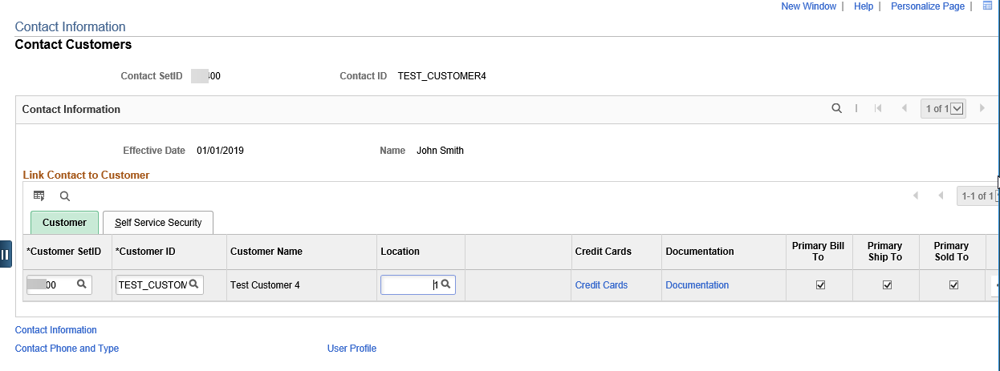 New Window | Help | Personalize Page |
Contact Information
Contact Customers
Contact SetID 400 Contact ID TEST_CUSTOMER4
Contact Information 1 of 1
Effective Date 01/01/2019 Name John Smith
Link Contact to Customer
1-1 of 1
Customer Self Service Security
*Customer SetID *Customer ID Customer Name Location Credit Cards Documentation Primary Bill To Primary Ship To Primary Sold To
00 TEST_CUSTOM Test Customer 4 1 Credit Cards Documentation
Contact Information
Contact Phone and Type User Profile